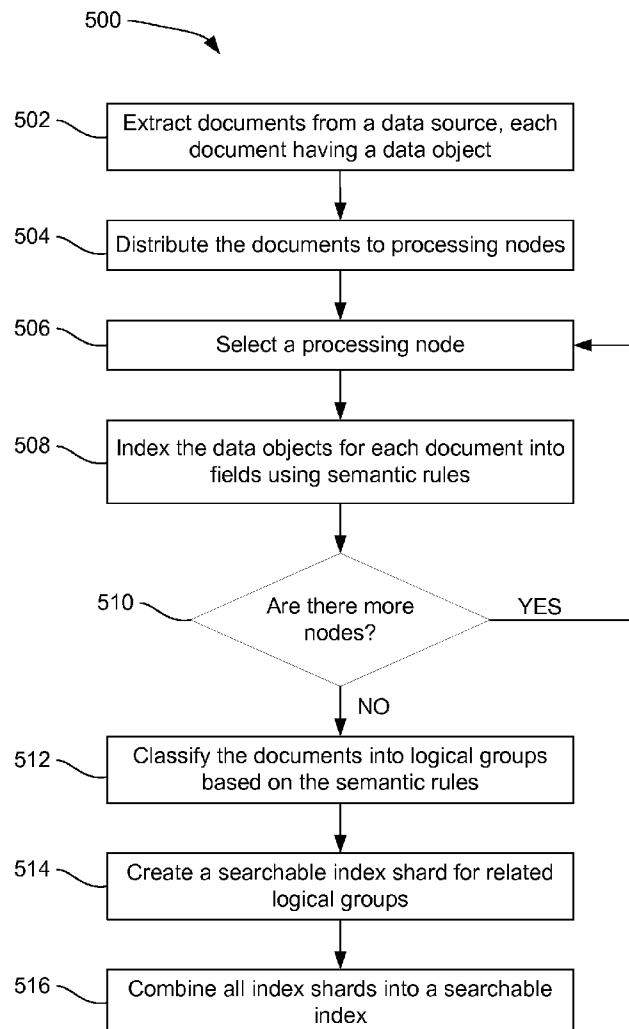 500
502
Extract documents from a data source, each
document having a data object
504
Distribute the documents to processing nodes
506
Select a processing node
508
Index the data objects for each document into
fields using semantic rules
510
Are there more
nodes?
YES
NO
512
Classify the documents into logical groups
based on the semantic rules
514
Create a searchable index shard for related
logical groups
516
Combine all index shards into a searchable
index